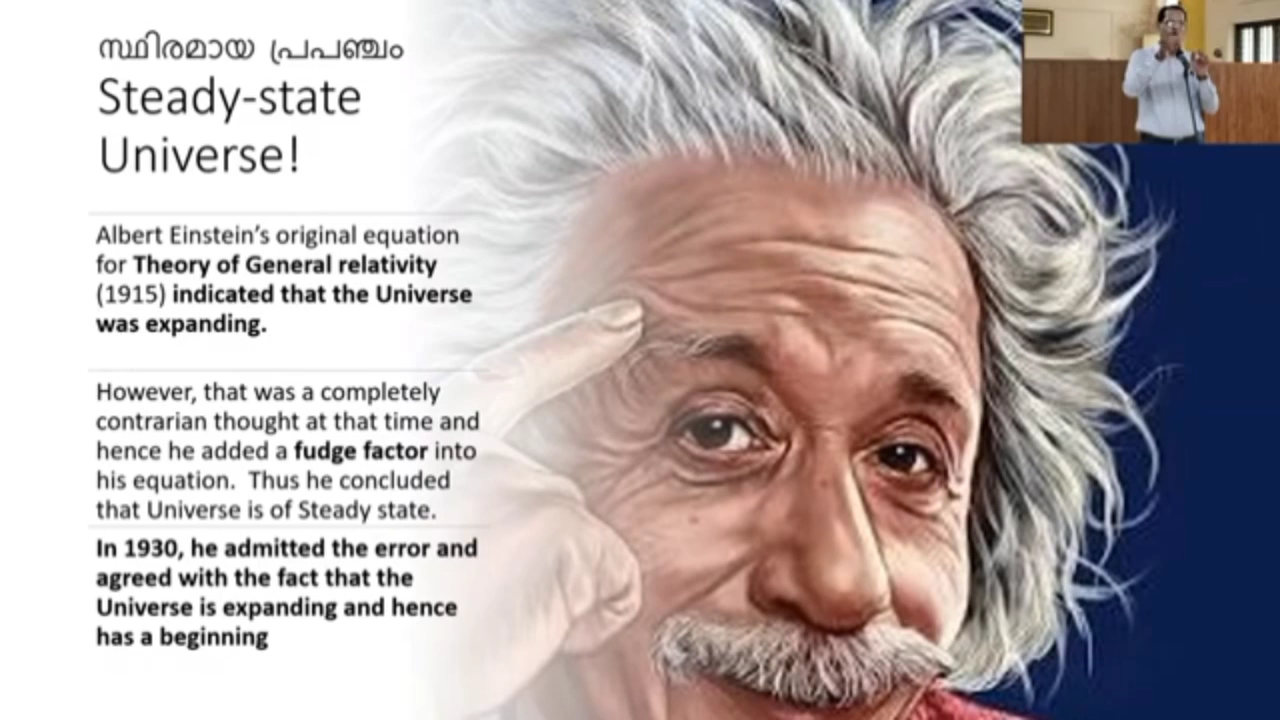 സ്ഥിരമായ പ്രപഞ്ചം
Steady-state
Universe!
Albert Einstein’s original equation
for Theory of General relativity
(1915) indicated that the Universe
was expanding.
However, that was a completely
contrarian thought at that time and
hence he added a fudge factor into
his equation.  Thus he concluded
that Universe is of Steady state.
In 1930, he admitted the error and
agreed with the fact that the
Universe is expanding and hence
has a beginning